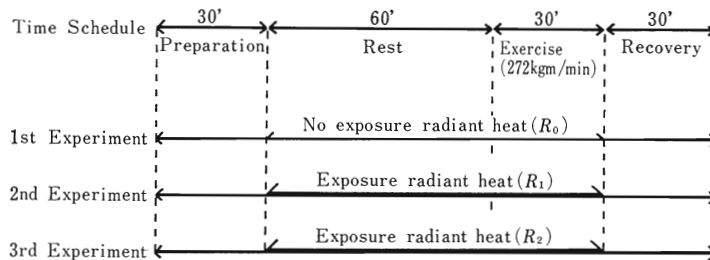 30' 60' 30' 30'
Time Schedule
Preparation Rest Exercise Recovery
(272kgm/min)
No exposure radiant heat (R₀)
1st Experiment
Exposure radiant heat (R₁)
2nd Experiment
Exposure radiant heat (R₂)
3rd Experiment